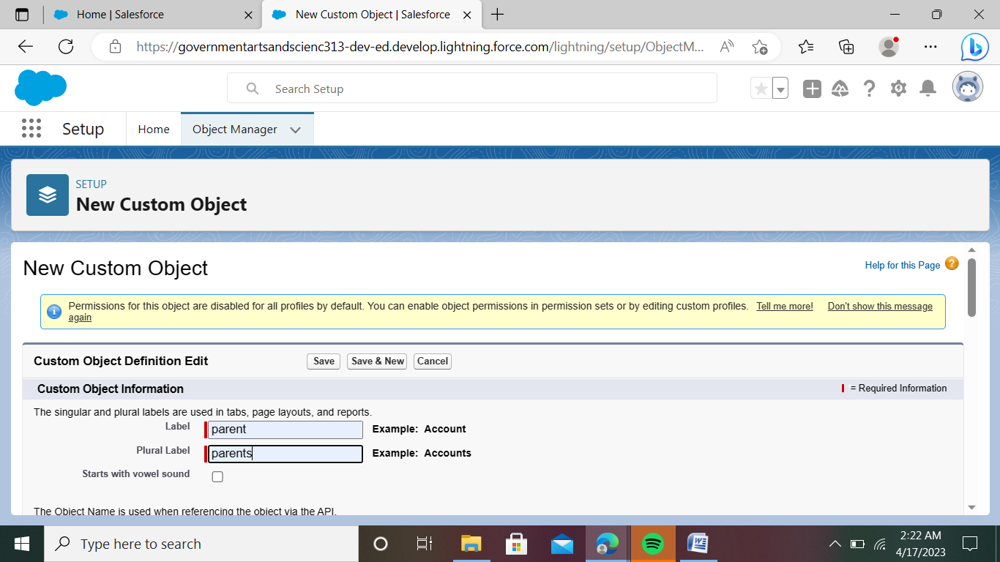 Home | Salesforce
New Custom Object | Salesforce
https://governmentartsandscienc313-dev-ed.develop.lightning.force.com/lightning/setup/ObjectM...
Search Setup
Setup
Home
Object Manager
SETUP
New Custom Object
New Custom Object
Help for this Page
Permissions for this object are disabled for all profiles by default. You can enable object permissions in permission sets or by editing custom profiles. Tell me more! Don't show this message
again
Custom Object Definition Edit
Save
Save & New
Cancel
Custom Object Information
= Required Information
The singular and plural labels are used in tabs, page layouts, and reports.
Label parent Example: Account
Plural Label parents Example: Accounts
Starts with vowel sound
The Object Name is used when referencing the object via the API.
Type here to search
2:22 AM
4/17/2023